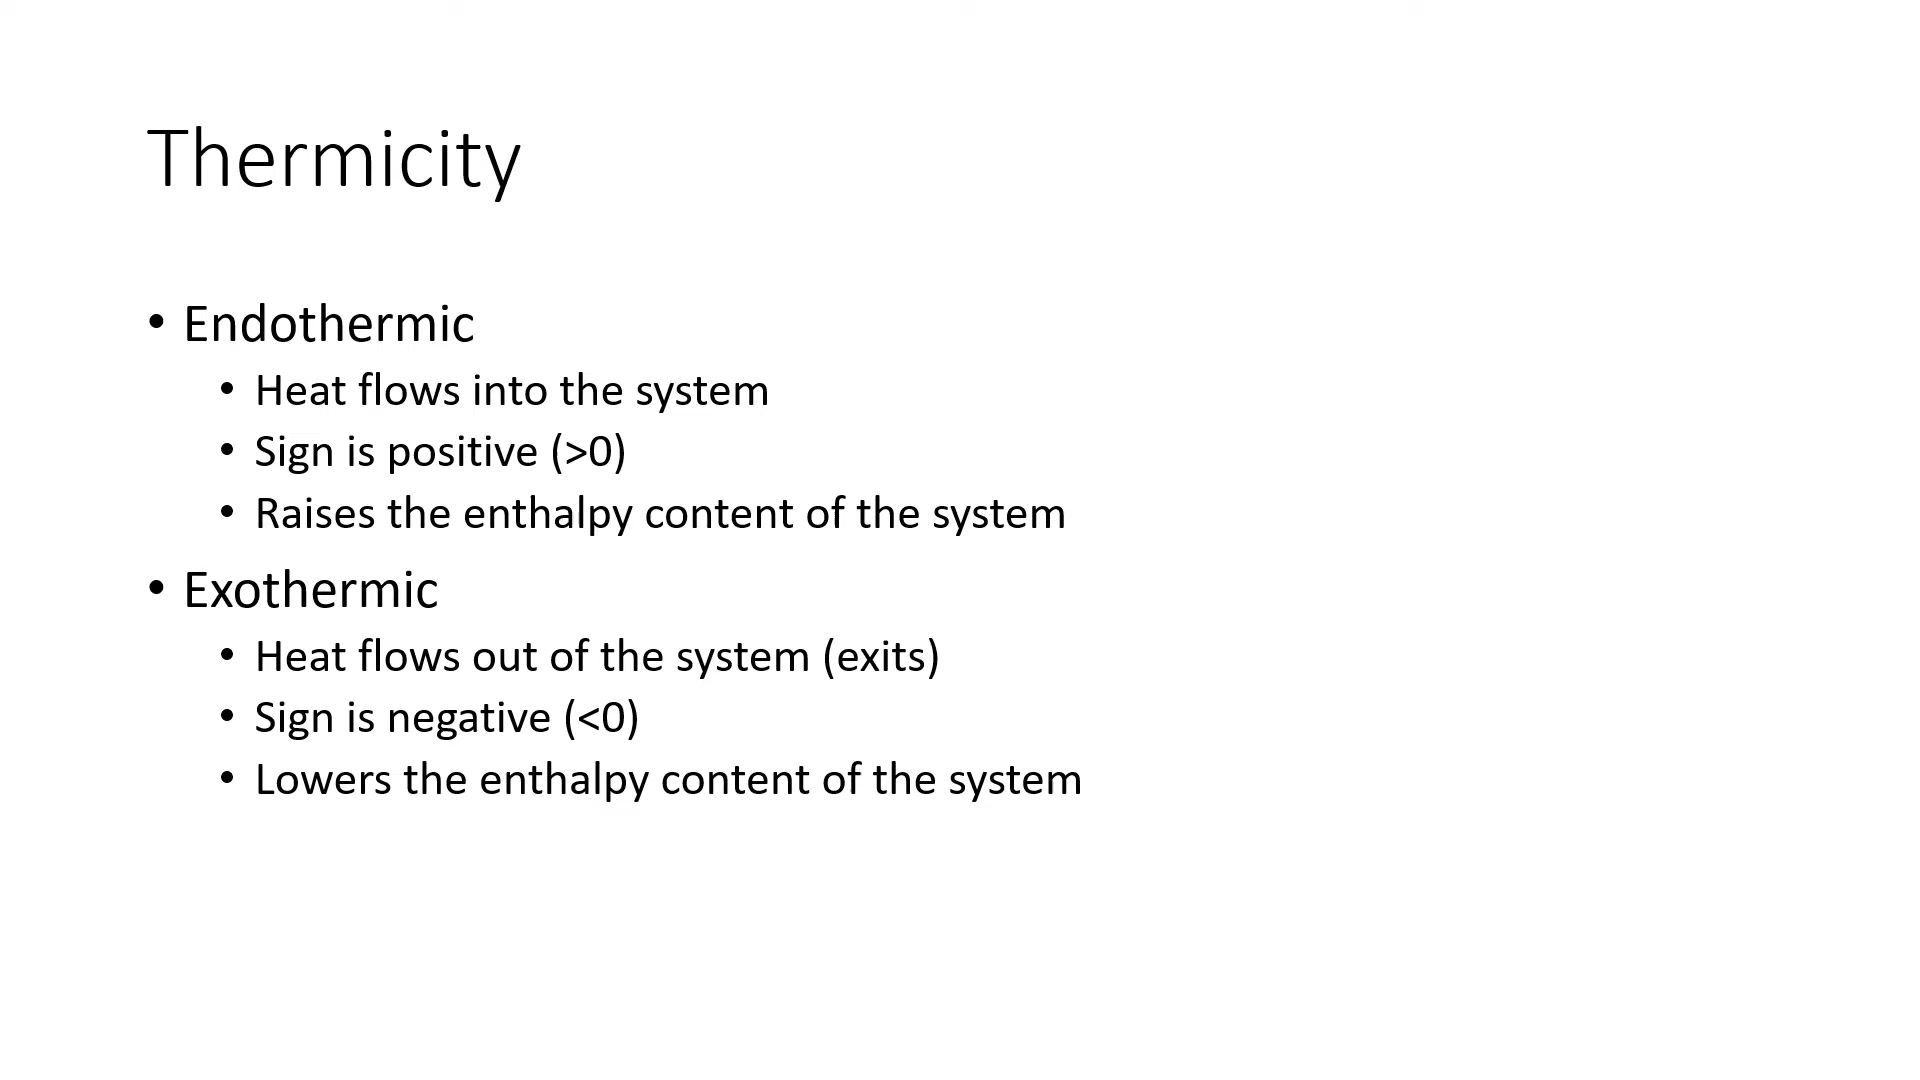 Thermicity
• Endothermic
• Heat flows into the system
• Sign is positive (>0)
• Raises the enthalpy content of the system
• Exothermic
• Heat flows out of the system (exits)
• Sign is negative (<0)
• Lowers the enthalpy content of the system